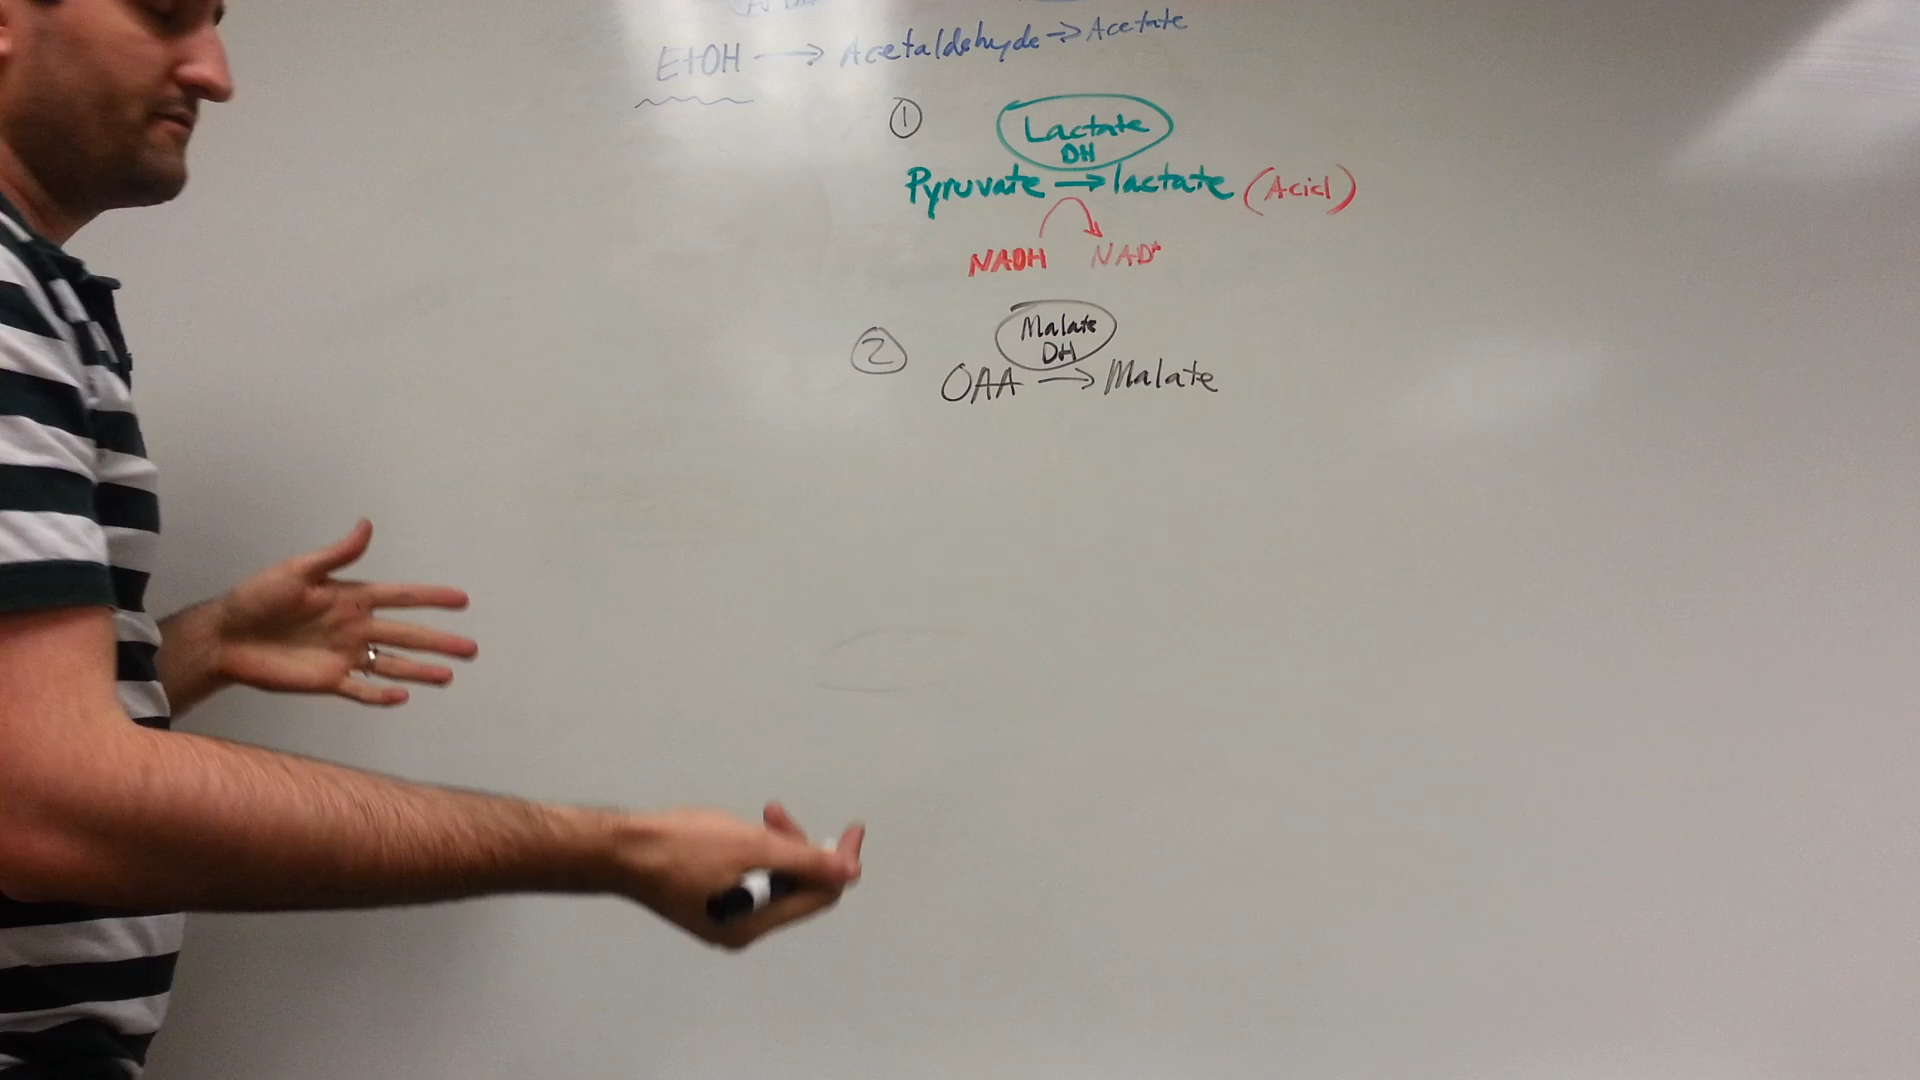 EtOH → Acetaldehyde → Acetate
① Lactate
DH
Pyruvate → lactate (Acid)
NADH NAD⁺
② Malate
DH
OAA → Malate